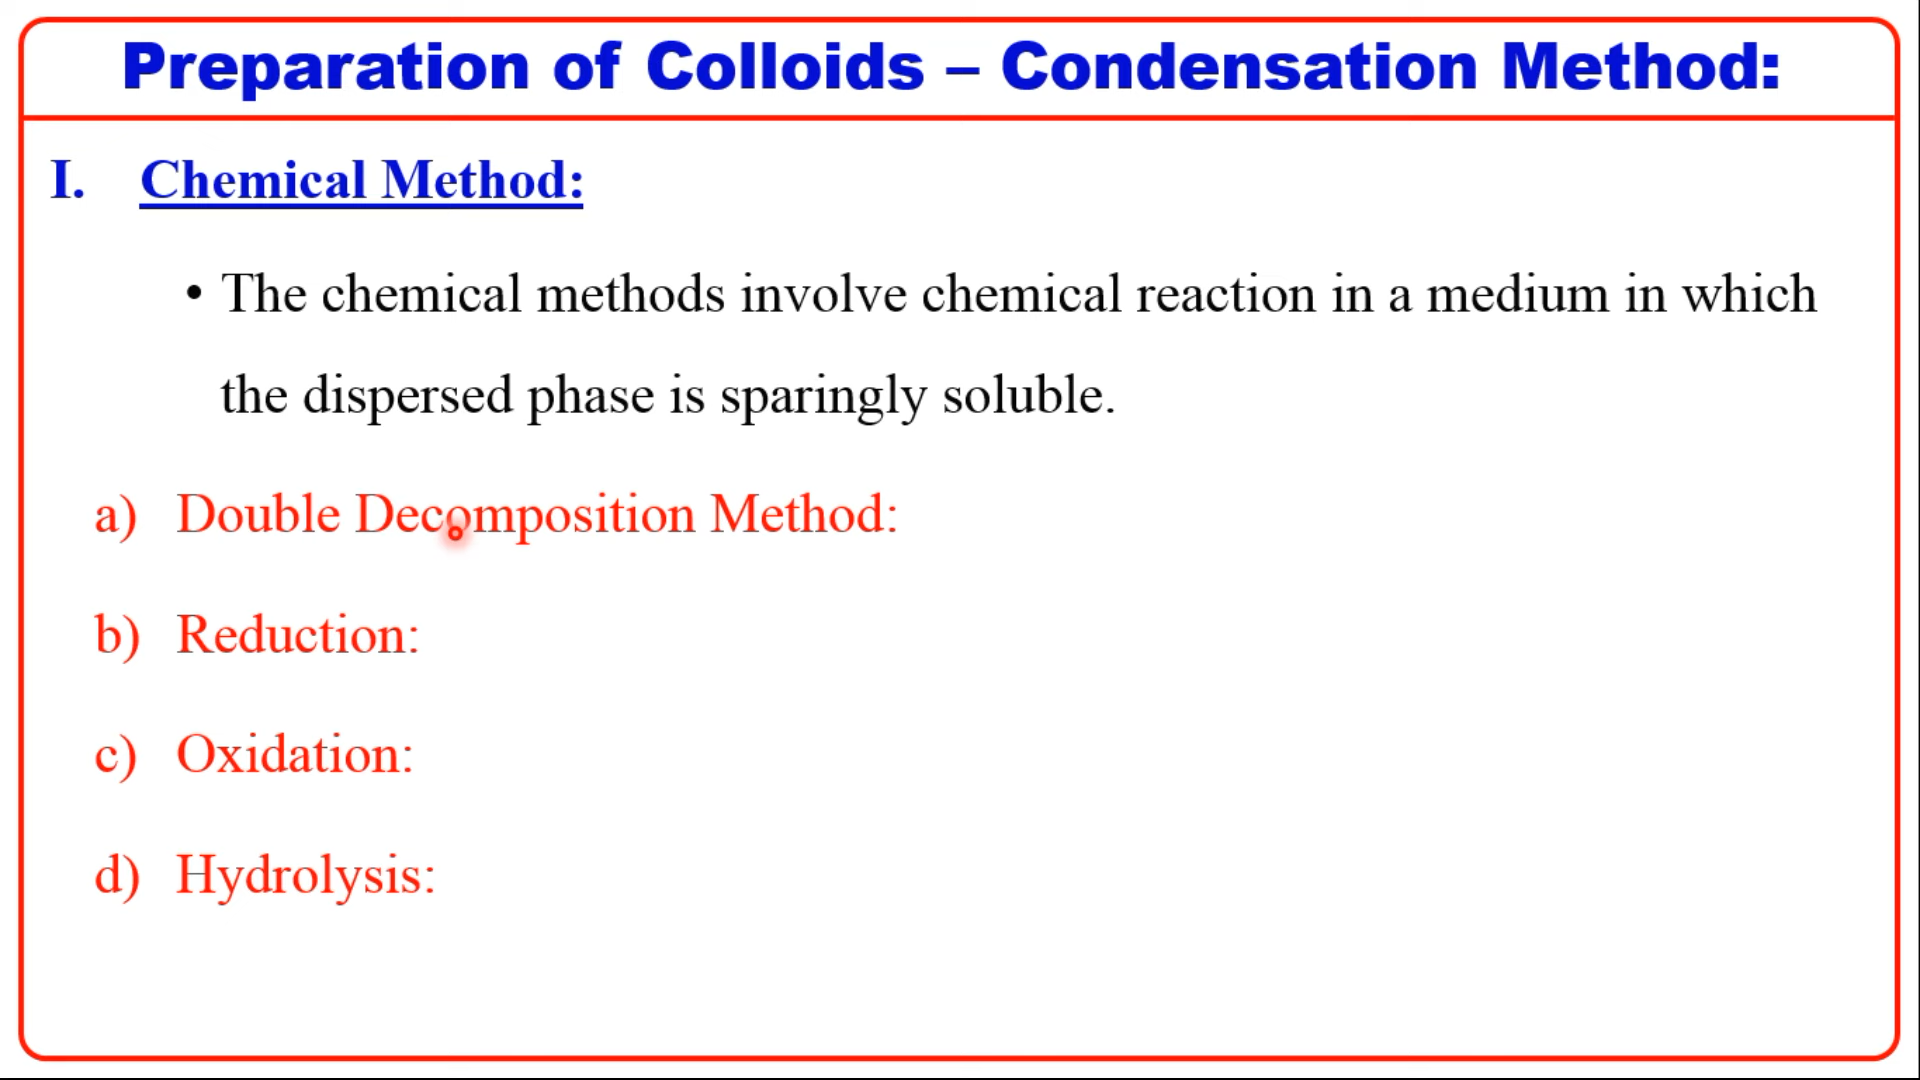 Preparation of Colloids – Condensation Method:
I. Chemical Method:
• The chemical methods involve chemical reaction in a medium in which
the dispersed phase is sparingly soluble.
a) Double Decomposition Method:
b) Reduction:
c) Oxidation:
d) Hydrolysis: